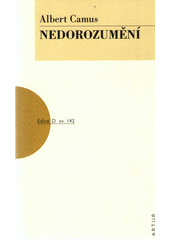 Albert Camus
NEDOROZUMĚNÍ
Edice D sv. 142
ARTUR